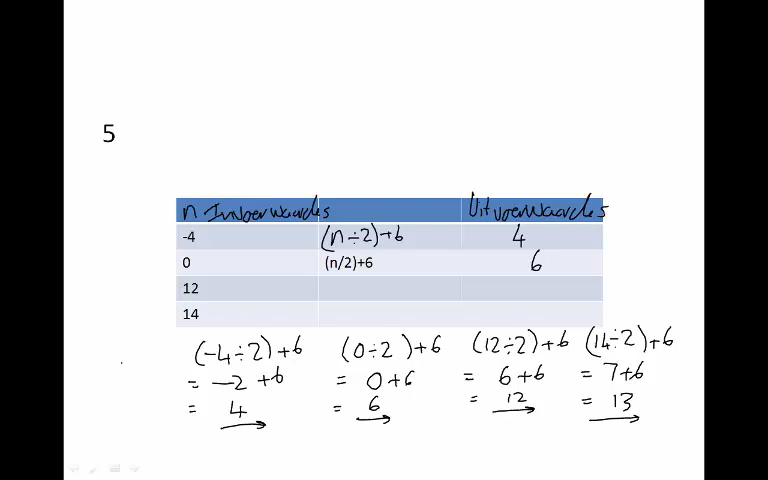 5
n Invoerwaardes Uitvoerwaardes
-4 (n÷2)+6 4
0 (n/2)+6 6
12
14
(-4÷2)+6 (0÷2)+6 (12÷2)+6 (14÷2)+6
= -2+6 = 0+6 = 6+6 = 7+6
= 4 = 6 = 12 = 13